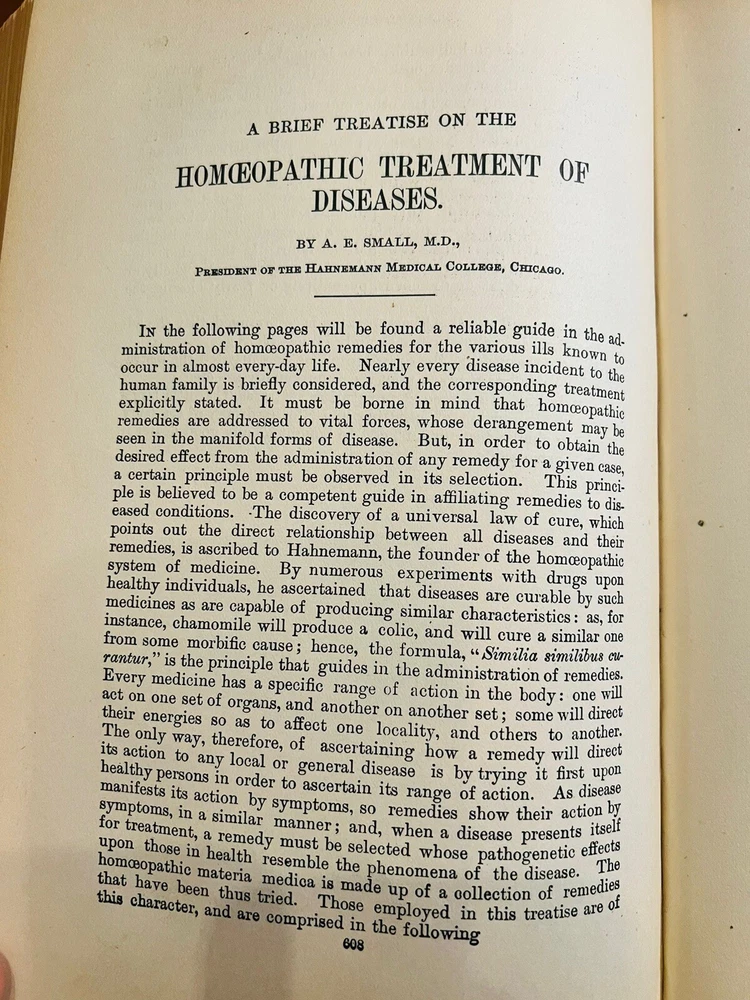 A BRIEF TREATISE ON THE
HOMŒOPATHIC TREATMENT OF
DISEASES.
BY A. E. SMALL, M.D.,
PRESIDENT OF THE HAHNEMANN MEDICAL COLLEGE, CHICAGO.
IN the following pages will be found a reliable guide in the ad-
ministration of homœopathic remedies for the various ills known to
occur in almost every-day life. Nearly every disease incident to the
human family is briefly considered, and the corresponding treatment
explicitly stated. It must be borne in mind that homœopathic
remedies are addressed to vital forces, whose derangement may be
seen in the manifold forms of disease. But, in order to obtain the
desired effect from the administration of any remedy for a given case,
a certain principle must be observed in its selection. This princi-
ple is believed to be a competent guide in affiliating remedies to dis-
eased conditions. The discovery of a universal law of cure, which
points out the direct relationship between all diseases and their
remedies, is ascribed to Hahnemann, the founder of the homœopathic
system of medicine. By numerous experiments with drugs upon
healthy individuals, he ascertained that diseases are curable by such
medicines as are capable of producing similar characteristics: as, for
instance, chamomile will produce a colic, and will cure a similar one
from some morbific cause; hence, the formula, "Similia similibus cu-
rantur," is the principle that guides in the administration of remedies.
Every medicine has a specific range of action in the body: one will
act on one set of organs, and another on another set; some will direct
their energies so as to affect one locality, and others to another.
The only way, therefore, of ascertaining how a remedy will direct
its action to any local or general disease is by trying it first upon
healthy persons in order to ascertain its range of action. As disease
manifests its action by symptoms, so remedies show their action by
symptoms, in a similar manner; and, when a disease presents itself
for treatment, a remedy must be selected whose pathogenetic effects
upon those in health resemble the phenomena of the disease. The
homœopathic materia medica is made up of a collection of remedies
that have been thus tried. Those employed in this treatise are of
this character, and are comprised in the following
608